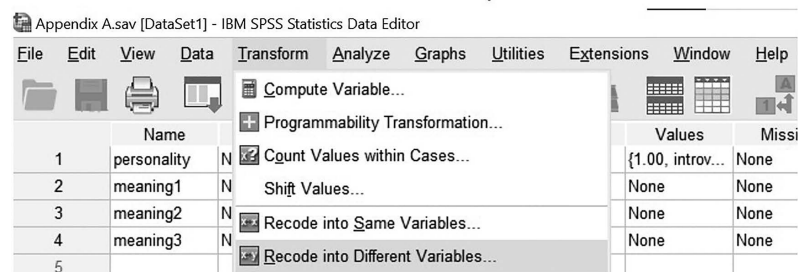 Appendix A.sav [DataSet1] - IBM SPSS Statistics Data Editor
File Edit View Data Transform Analyze Graphs Utilities Extensions Window Help
Compute Variable...
Programmability Transformation...
Count Values within Cases...
Shift Values...
Recode into Same Variables...
Recode into Different Variables...
Name Values Missi
1 personality N {1.00, introv... None
2 meaning1 N None None
3 meaning2 N None None
4 meaning3 N None None
5
A
1